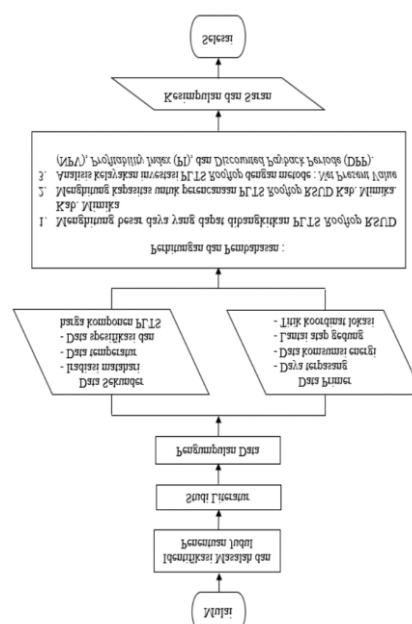 Mulai
Identifikasi Masalah dan
Penentuan Judul
Studi Literatur
Pengumpulan Data
Data Sekunder
- Iradiasi matahari
- Data temperatur
- Data spesifikasi dan
harga komponen PLTS
Data Primer
- Daya terpasang
- Data komsumsi energi
- Lantai atap gedung
- Titik koordinat lokasi
Perhitungan dan Pembahasan :
1. Menghitung besar daya yang dapat dibangkitkan PLTS Rooftop RSUD
Kab. Mimika
2. Menghitung kapasitas untuk perencanaan PLTS Rooftop RSUD Kab. Mimika.
3. Analisis kelayakan investasi PLTS Rooftop dengan metode : Net Present Value
(NPV), Profitability Index (PI), dan Discounted Payback Periode (DPP).
Kesimpulan dan Saran
Selesai